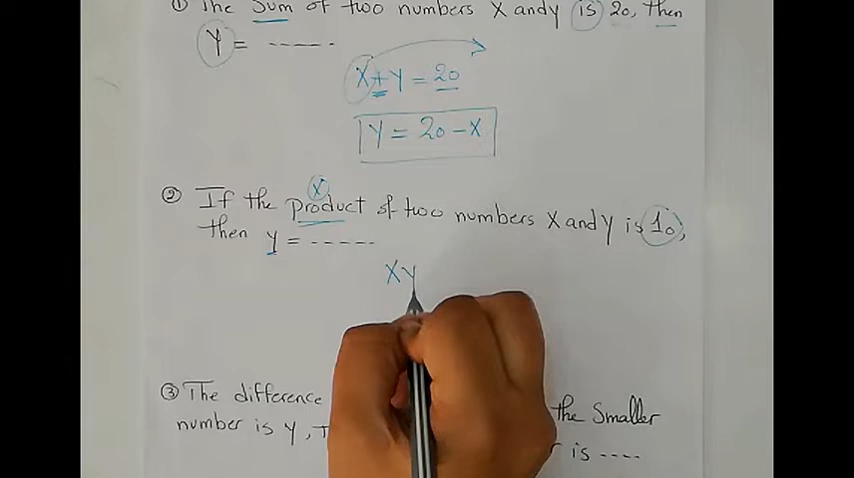 ① The Sum of two numbers X and y is 20, then
Y = -----
X + Y = 20
Y = 20 - X
X
② If the product of two numbers X and y is 10,
then y = -----
XY
③ The difference the Smaller
number is y, is ----